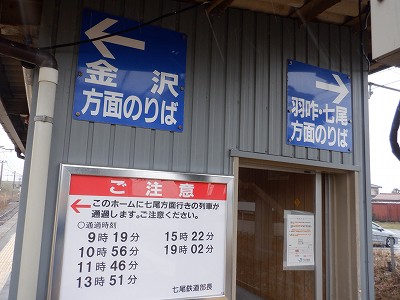 ←
金沢
方面のりば
→
羽咋・七尾
方面のりば
ご注意
← このホームに七尾方面行きの列車が
通過します。ご注意ください。
○通過時刻
9時19分 15時22分
10時56分 19時02分
11時46分
13時51分
七尾鉄道部長